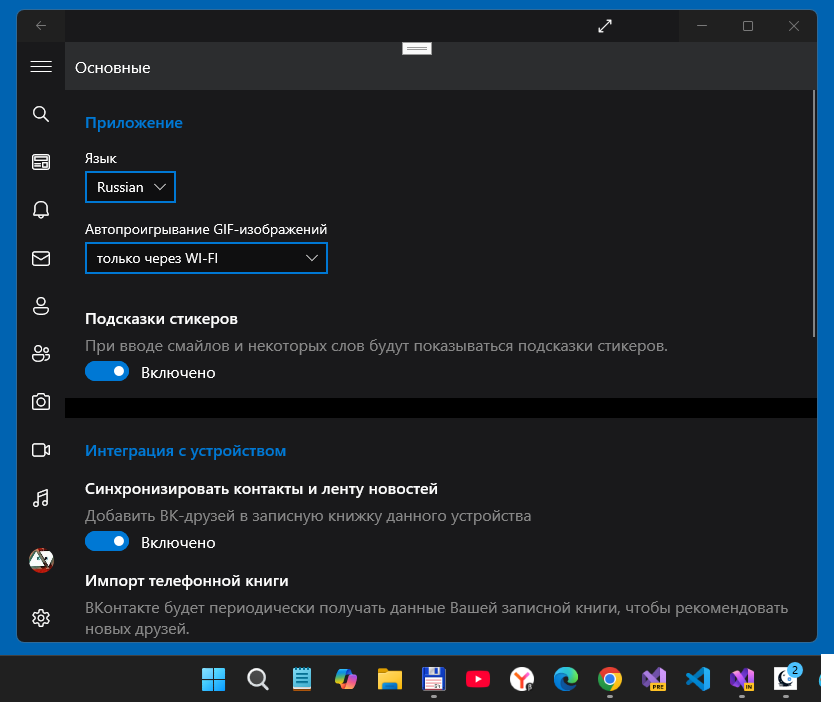 Основные
Приложение
Язык
Russian
Автопроигрывание GIF-изображений
только через WI-FI
Подсказки стикеров
При вводе смайлов и некоторых слов будут показываться подсказки стикеров.
Включено
Интеграция с устройством
Синхронизировать контакты и ленту новостей
Добавить ВК-друзей в записную книжку данного устройства
Включено
Импорт телефонной книги
ВКонтакте будет периодически получать данные Вашей записной книги, чтобы рекомендовать
новых друзей.
PRE
IN
2